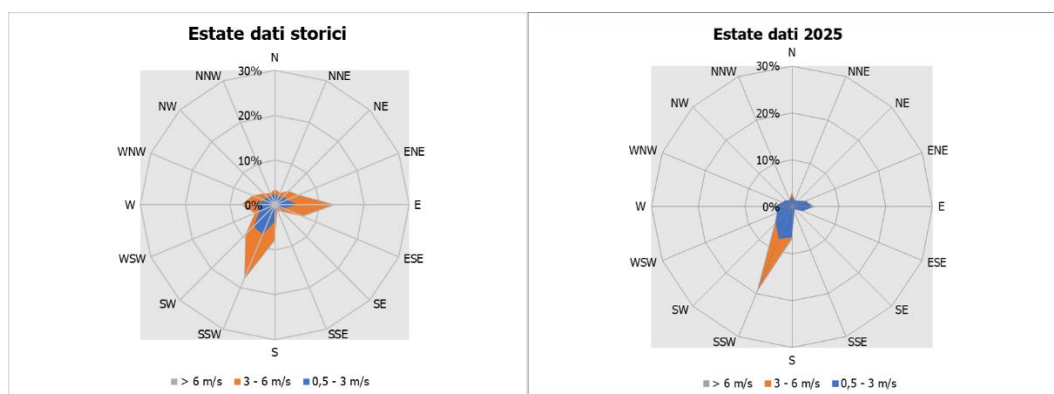 Estate dati storici
N
NNW
30%
NNE
NW
NE
20%
WNW
ENE
10%
W
0%
E
WSW
ESE
SW
SE
SSW
SSE
S
> 6 m/s 3 - 6 m/s 0,5 - 3 m/s
Estate dati 2025
N
NNW
30%
NNE
NW
NE
20%
WNW
ENE
10%
W
0%
E
WSW
ESE
SW
SE
SSW
SSE
S
> 6 m/s 3 - 6 m/s 0,5 - 3 m/s